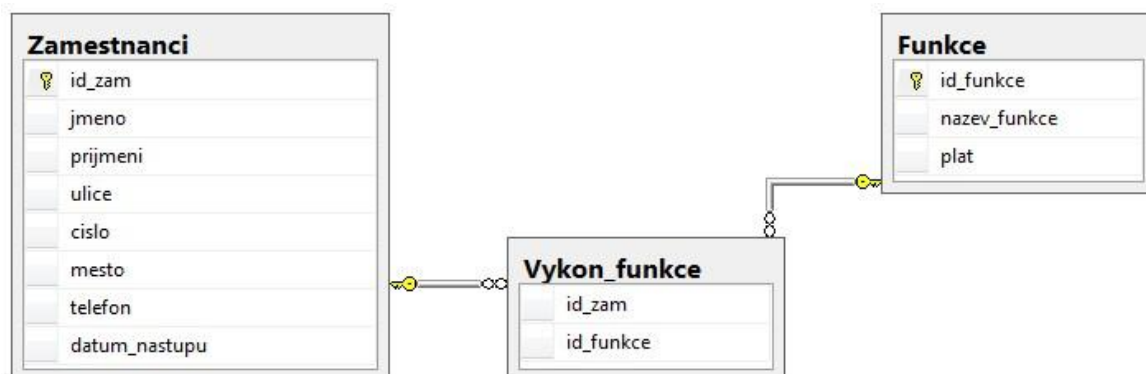 Zamestnanci
id_zam
jmeno
prijmeni
ulice
cislo
mesto
telefon
datum_nastupu
Vykon_funkce
id_zam
id_funkce
Funkce
id_funkce
nazev_funkce
plat